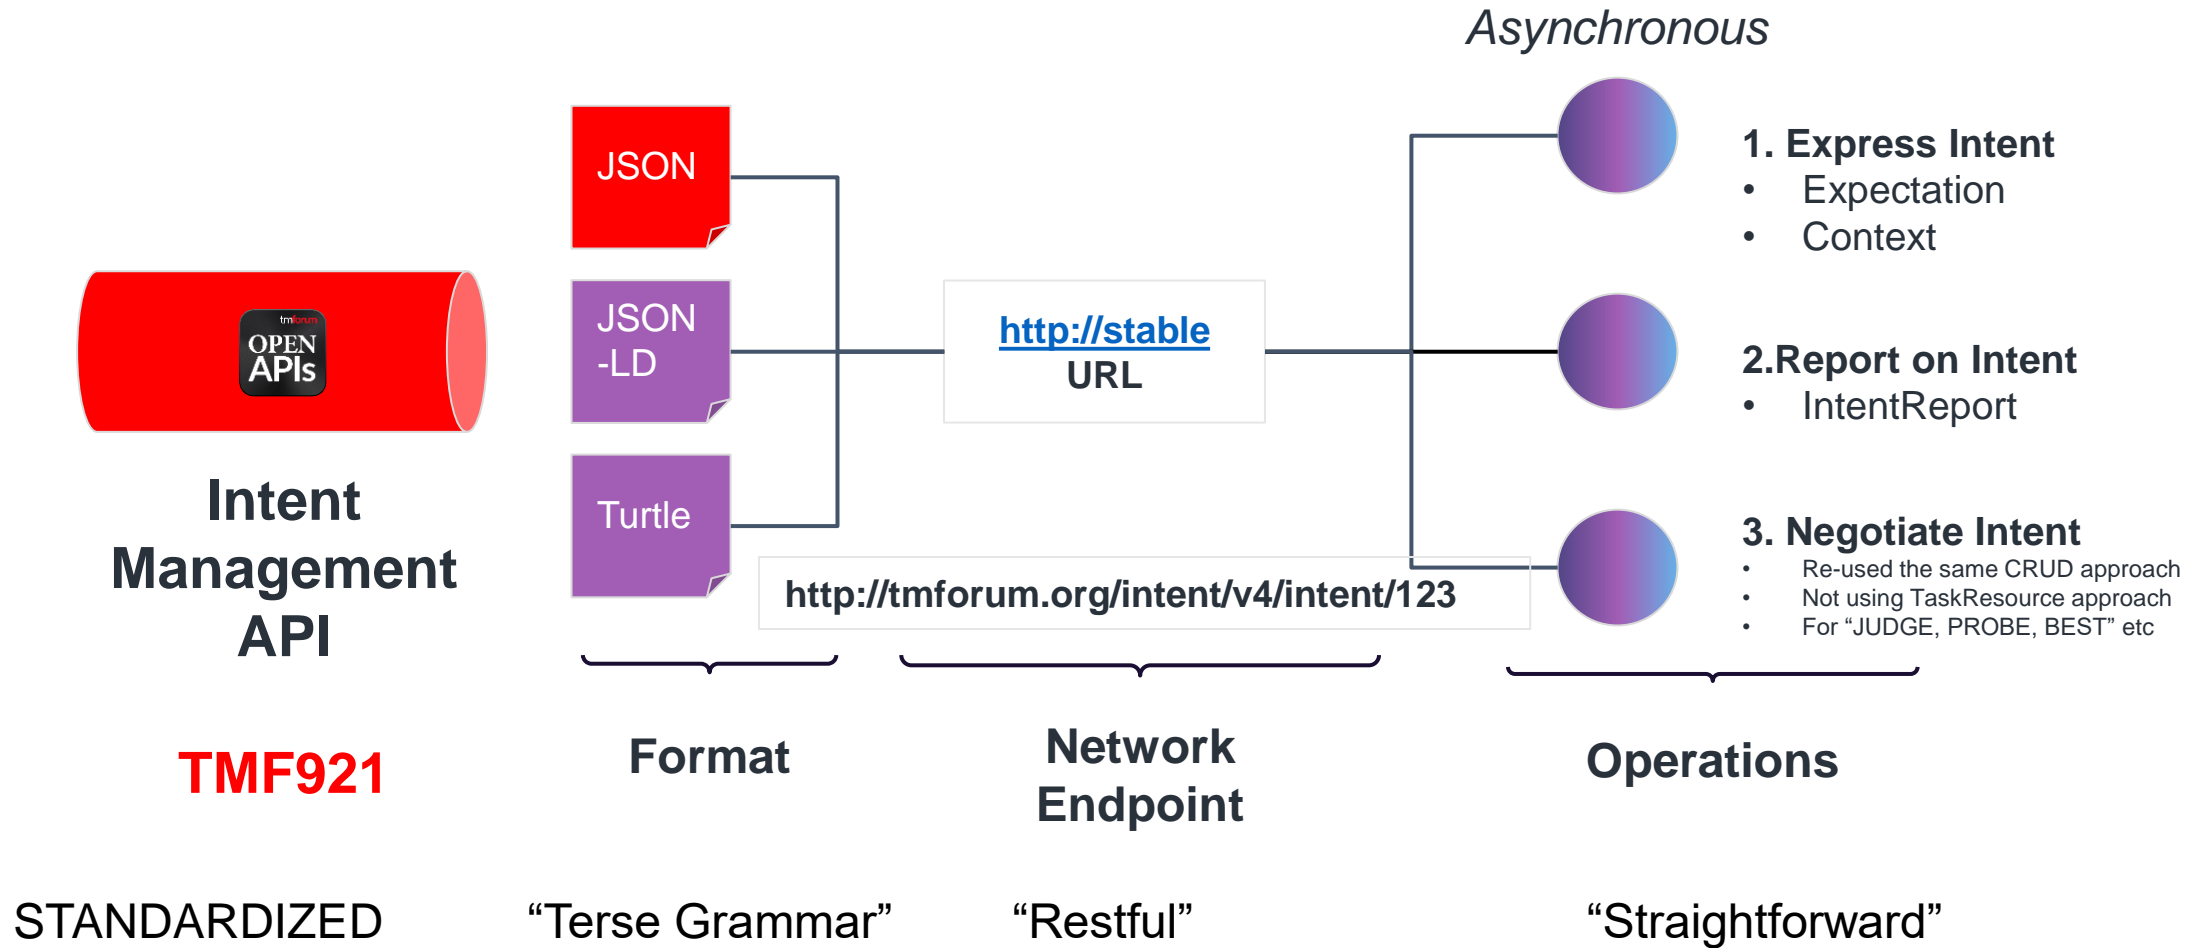 Asynchronous
JSON
JSON
-LD
Turtle
tmforum
OPEN
APIs
Intent
Management
API
TMF921
http://stable
URL
http://tmforum.org/intent/v4/intent/123
1. Express Intent
• Expectation
• Context
2.Report on Intent
• IntentReport
3. Negotiate Intent
• Re-used the same CRUD approach
• Not using TaskResource approach
• For “JUDGE, PROBE, BEST” etc
Format
Network
Endpoint
Operations
STANDARDIZED
“Terse Grammar”
“Restful”
“Straightforward”